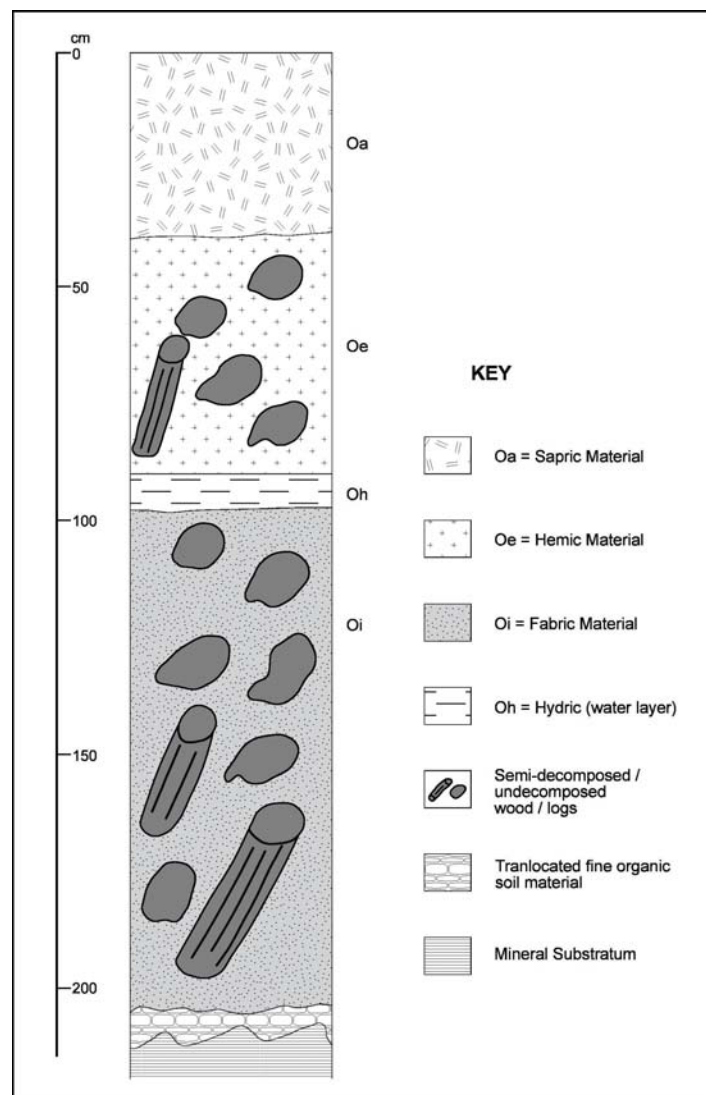 cm
0
Oa
50
Oe
KEY
Oa = Sapric Material
Oh
100
Oe = Hemic Material
Oi
Oi = Fabric Material
Oh = Hydric (water layer)
150
Semi-decomposed /
undecomposed
wood / logs
Tranlocated fine organic
soil material
Mineral Substratum
200